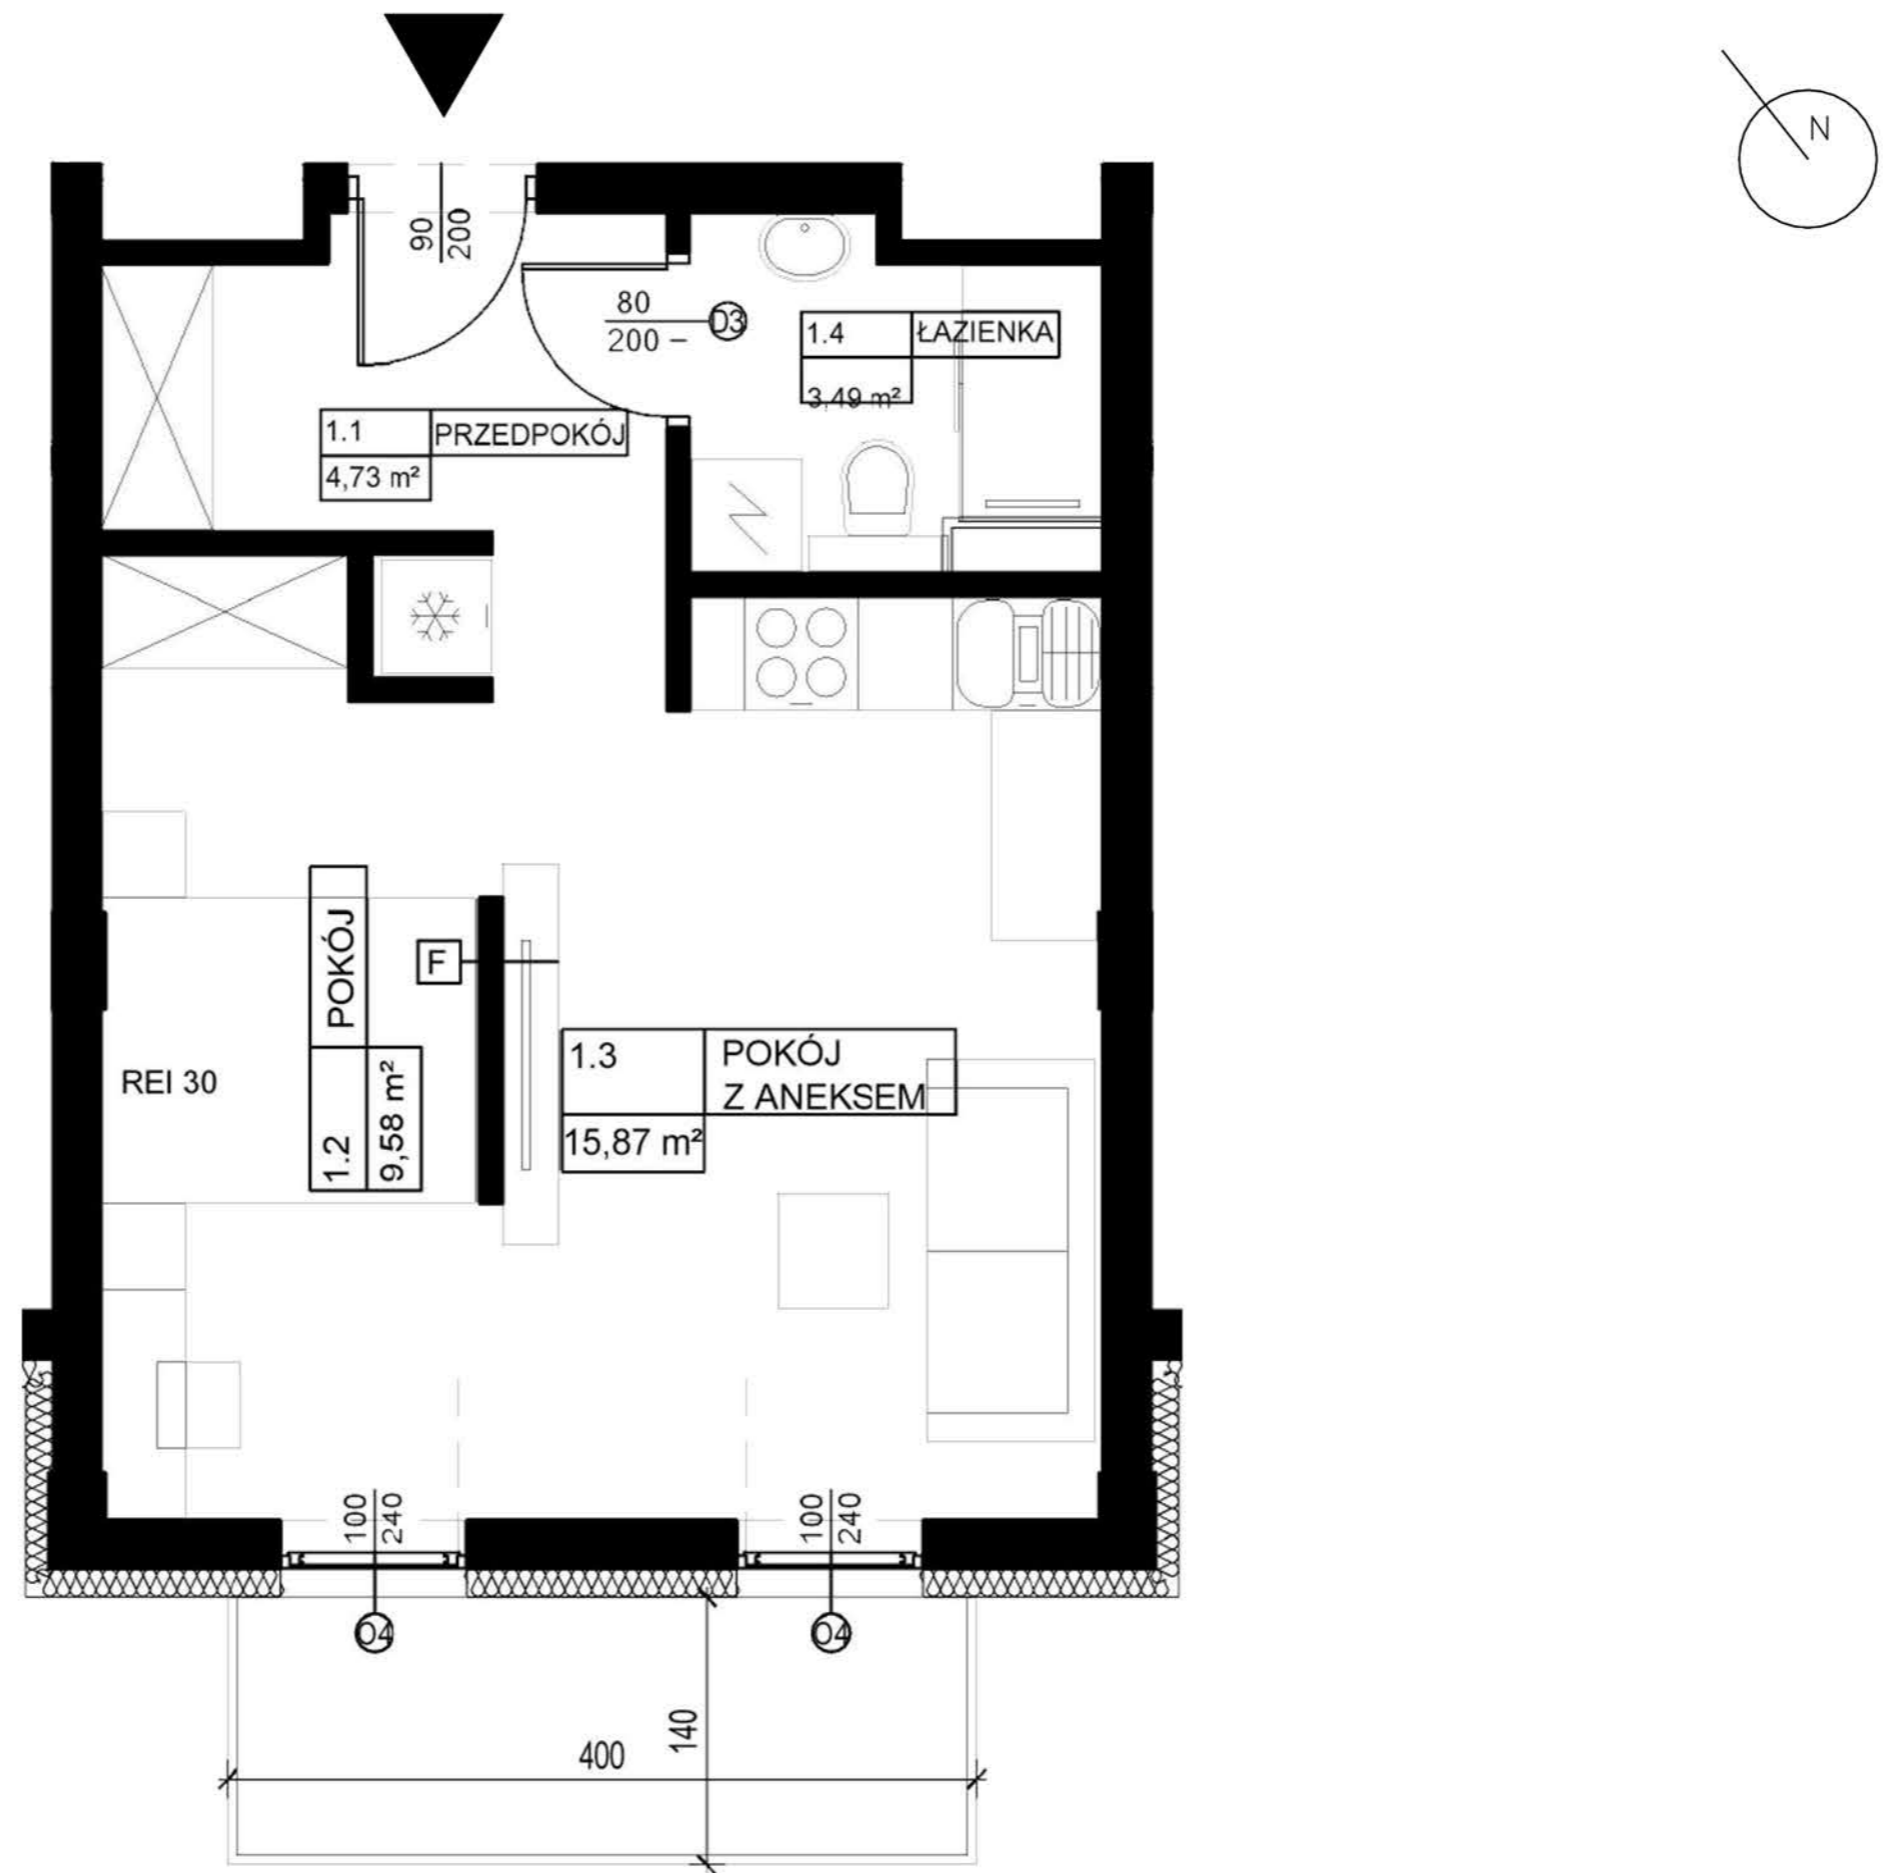 N
90
200
80
200 –
D3
1.4 ŁAZIENKA
3,49 m²
1.1 PRZEDPOKÓJ
4,73 m²
F
1.2 POKÓJ
9,58 m²
REI 30
1.3 POKÓJ
Z ANEKSEM
15,87 m²
100
240
100
240
O4
O4
140
400